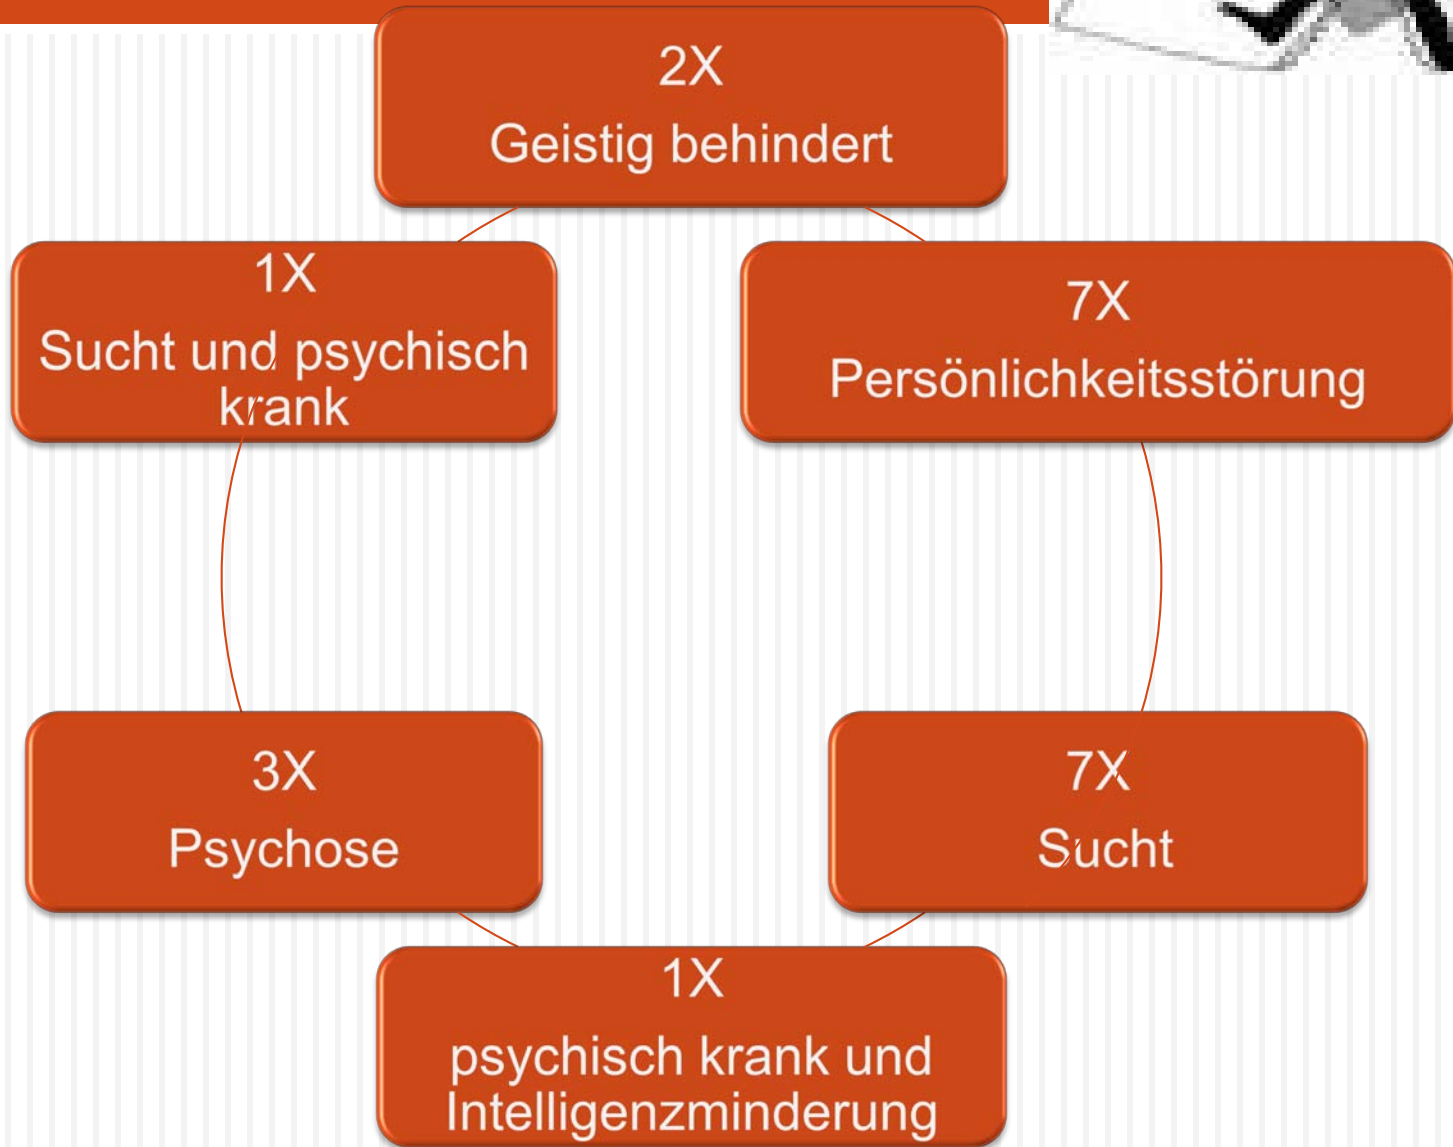 2X
Geistig behindert
1X
Sucht und psychisch
krank
7X
Persönlichkeitsstörung
3X
Psychose
7X
Sucht
1X
psychisch krank und
Intelligenzminderung